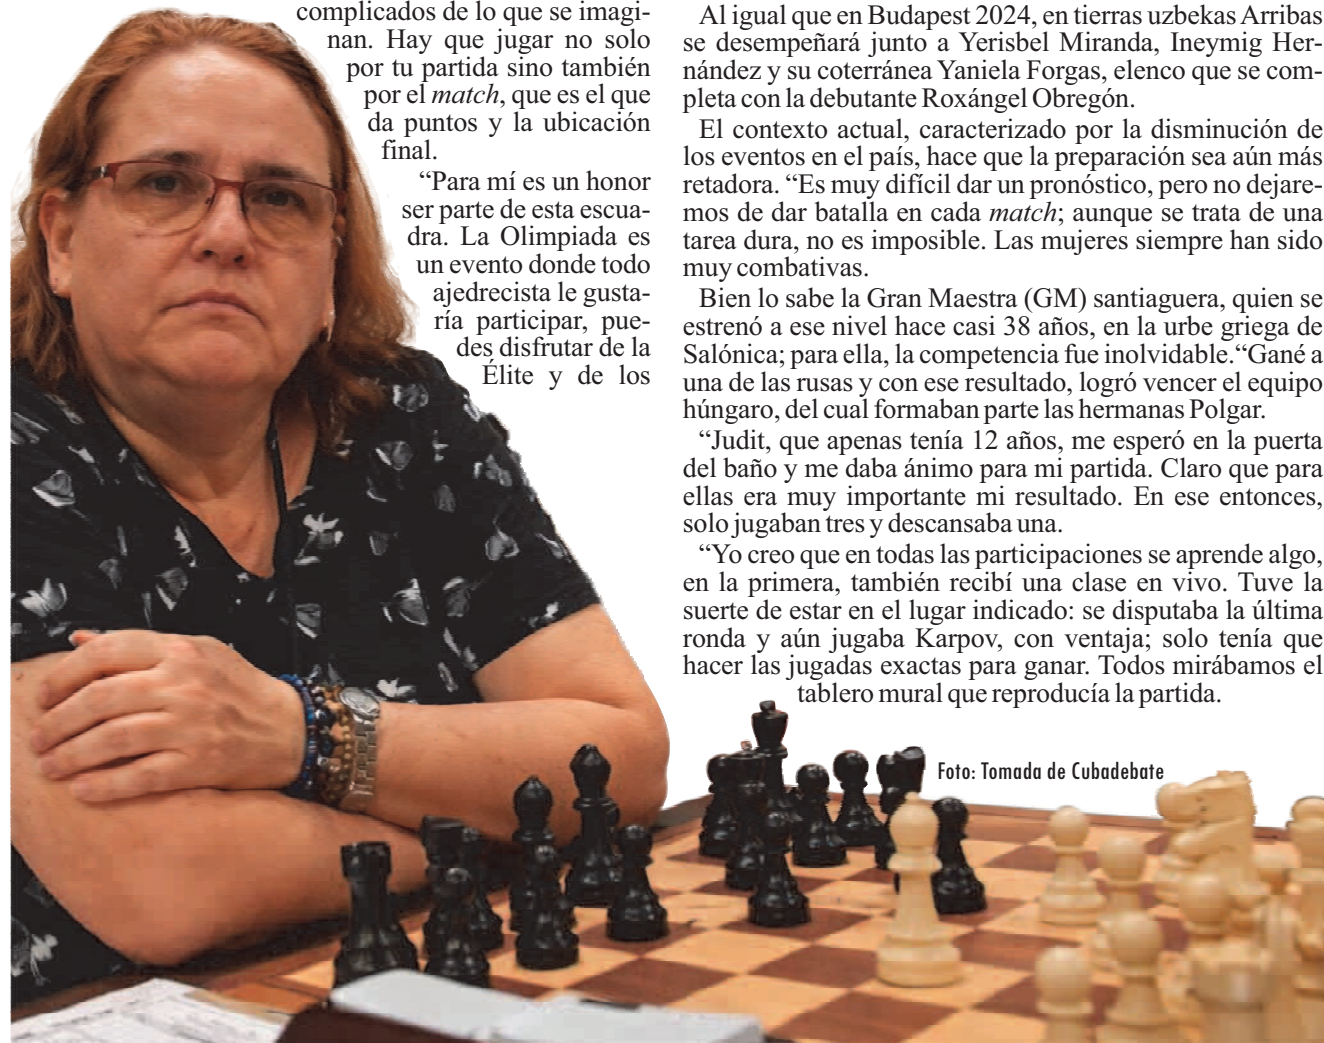 complicados de lo que se imagi-
nan. Hay que jugar no solo
por tu partida sino también
por el match, que es el que
da puntos y la ubicación
final.
“Para mí es un honor
ser parte de esta escua-
dra. La Olimpiada es
un evento donde todo
ajedrecista le gusta-
ría participar, pue-
des disfrutar de la
Élite y de los
Al igual que en Budapest 2024, en tierras uzbekas Arribas
se desempeñará junto a Yerisbel Miranda, Ineymig Her-
nández y su coterránea Yaniela Forgas, elenco que se com-
pleta con la debutante Roxángel Obregón.
El contexto actual, caracterizado por la disminución de
los eventos en el país, hace que la preparación sea aún más
retadora. “Es muy difícil dar un pronóstico, pero no dejare-
mos de dar batalla en cada match; aunque se trata de una
tarea dura, no es imposible. Las mujeres siempre han sido
muy combativas.
Bien lo sabe la Gran Maestra (GM) santiaguera, quien se
estrenó a ese nivel hace casi 38 años, en la urbe griega de
Salónica; para ella, la competencia fue inolvidable.“Gané a
una de las rusas y con ese resultado, logró vencer el equipo
húngaro, del cual formaban parte las hermanas Polgar.
“Judit, que apenas tenía 12 años, me esperó en la puerta
del baño y me daba ánimo para mi partida. Claro que para
ellas era muy importante mi resultado. En ese entonces,
solo jugaban tres y descansaba una.
“Yo creo que en todas las participaciones se aprende algo,
en la primera, también recibí una clase en vivo. Tuve la
suerte de estar en el lugar indicado: se disputaba la última
ronda y aún jugaba Karpov, con ventaja; solo tenía que
hacer las jugadas exactas para ganar. Todos mirábamos el
tablero mural que reproducía la partida.
Foto: Tomada de Cubadebate